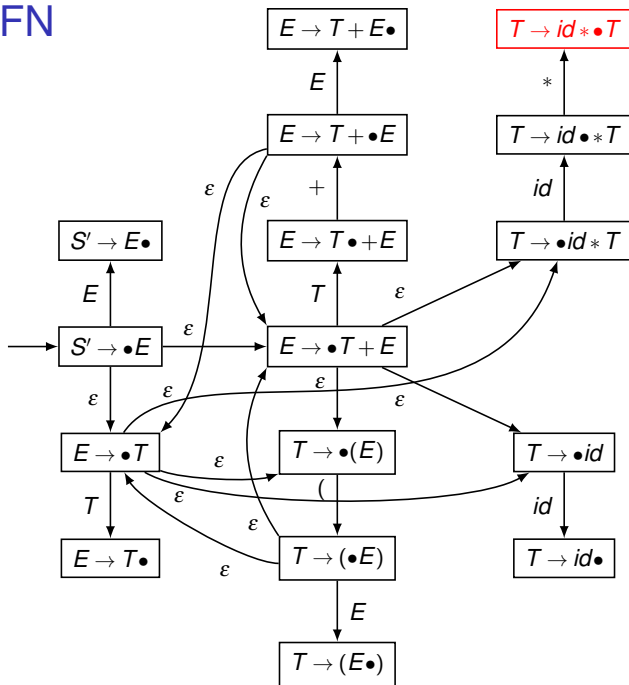 FN
E → T + E•
T → id ∗ •T
E
∗
E → T + •E
T → id • ∗T
ε
ε
+
id
S′ → E•
E → T • +E
T → •id ∗ T
E
T
ε
S′ → •E
ε
E → •T + E
ε
ε
ε
E → •T
ε
T → •(E)
T → •id
T
ε
(
id
ε
E → T•
ε
T → (•E)
T → id•
E
T → (E•)